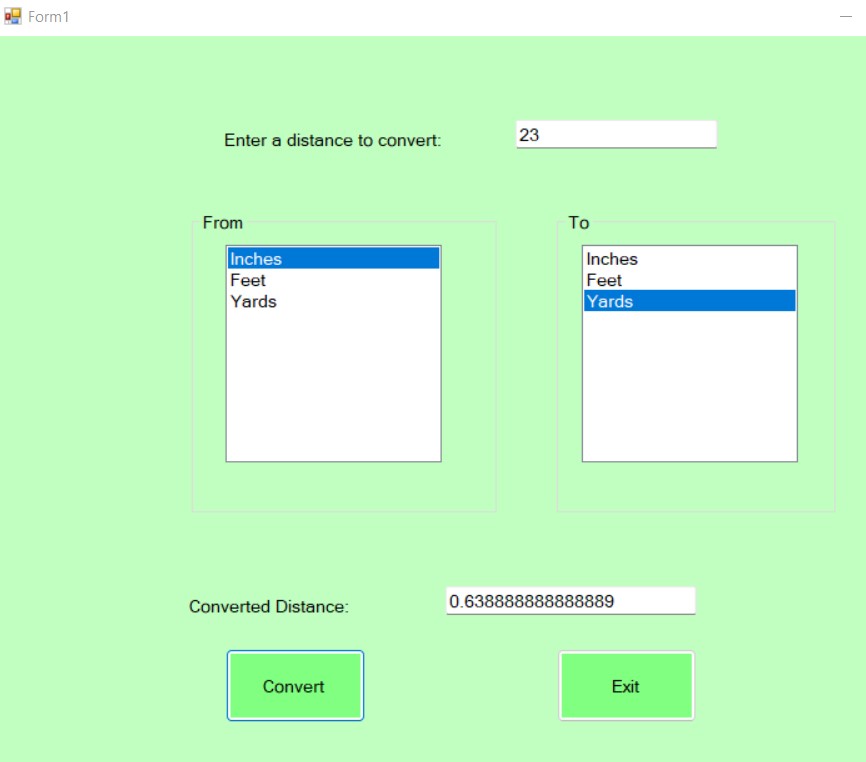 Form1
Enter a distance to convert: 23
From
Inches
Feet
Yards
To
Inches
Feet
Yards
Converted Distance: 0.638888888888889
Convert
Exit